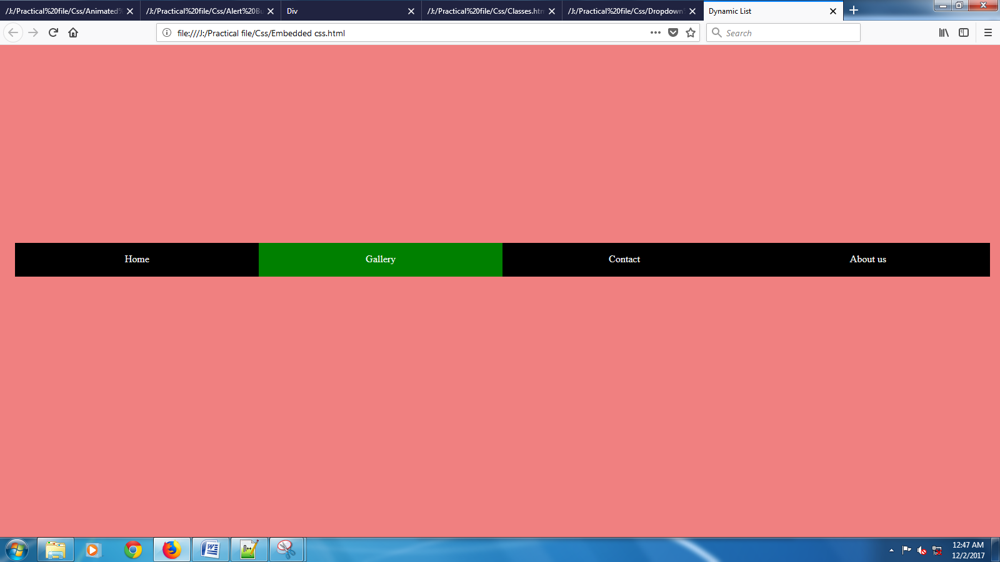 /J:/Practical%20file/Css/Animated%
/J:/Practical%20file/Css/Alert%20Bu
Div
/J:/Practical%20file/Css/Classes.htm
/J:/Practical%20file/Css/Dropdown%
Dynamic List
file:///J:/Practical file/Css/Embedded css.html
Search
Home
Gallery
Contact
About us
12:47 AM
12/2/2017